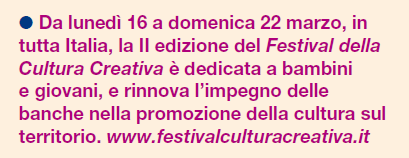 ● Da lunedì 16 a domenica 22 marzo, in
tutta Italia, la II edizione del Festival della
Cultura Creativa è dedicata a bambini
e giovani, e rinnova l'impegno delle
banche nella promozione della cultura sul
territorio. www.festivalculturacreativa.it